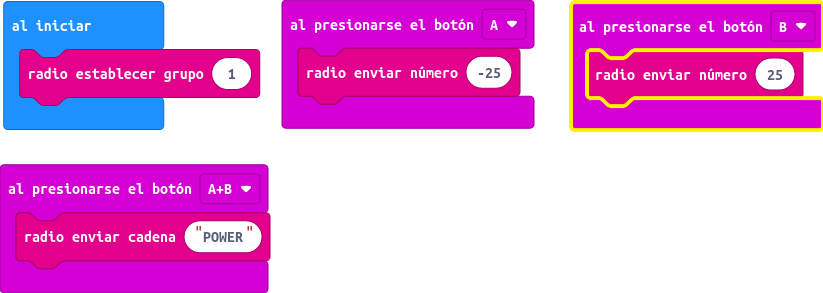 al iniciar
radio establecer grupo 1
al presionarse el botón A
radio enviar número -25
al presionarse el botón B
radio enviar número 25
al presionarse el botón A+B
radio enviar cadena "POWER"